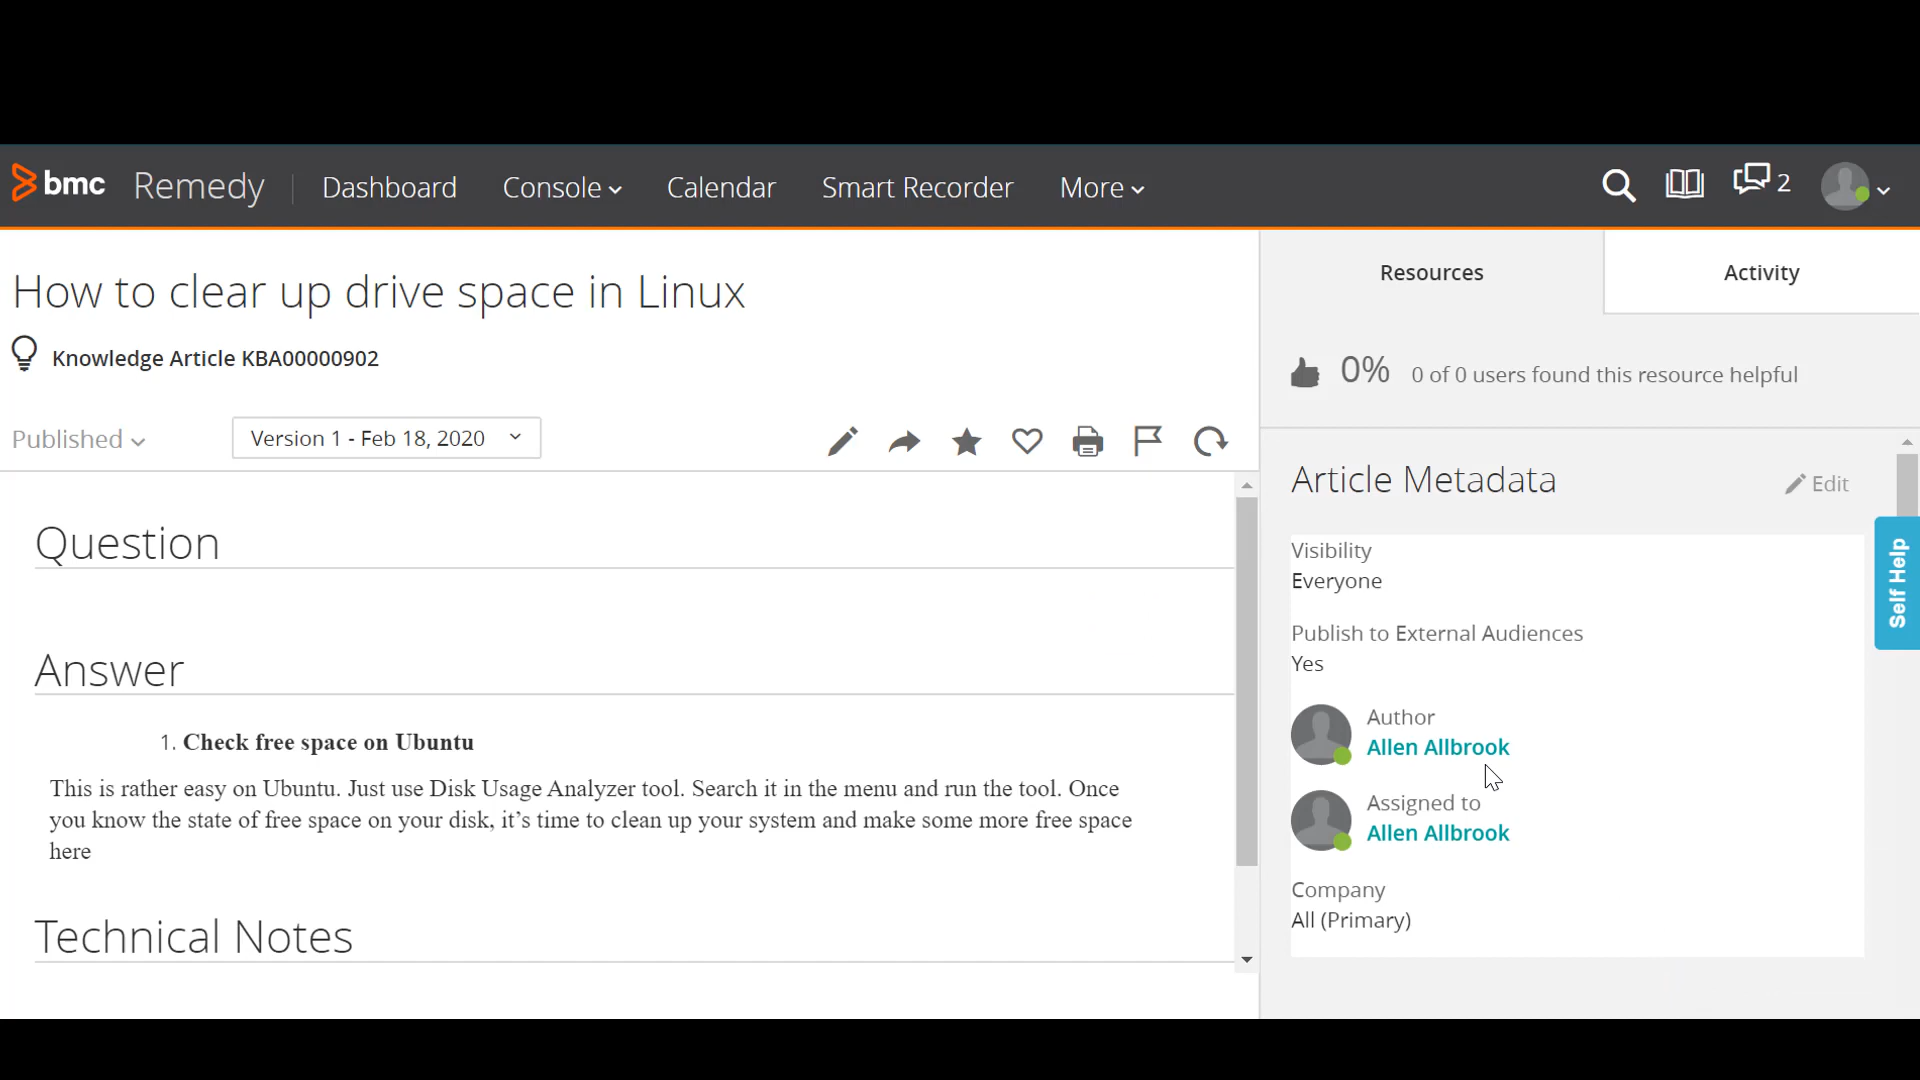 bmc Remedy Dashboard Console Calendar Smart Recorder More 2
How to clear up drive space in Linux
Knowledge Article KBA00000902
Published Version 1 - Feb 18, 2020
Question
Answer
1. Check free space on Ubuntu
This is rather easy on Ubuntu. Just use Disk Usage Analyzer tool. Search it in the menu and run the tool. Once
you know the state of free space on your disk, it’s time to clean up your system and make some more free space
here
Technical Notes
Resources Activity
0% 0 of 0 users found this resource helpful
Article Metadata Edit
Visibility
Everyone
Publish to External Audiences
Yes
Author
Allen Allbrook
Assigned to
Allen Allbrook
Company
All (Primary)
Self Help